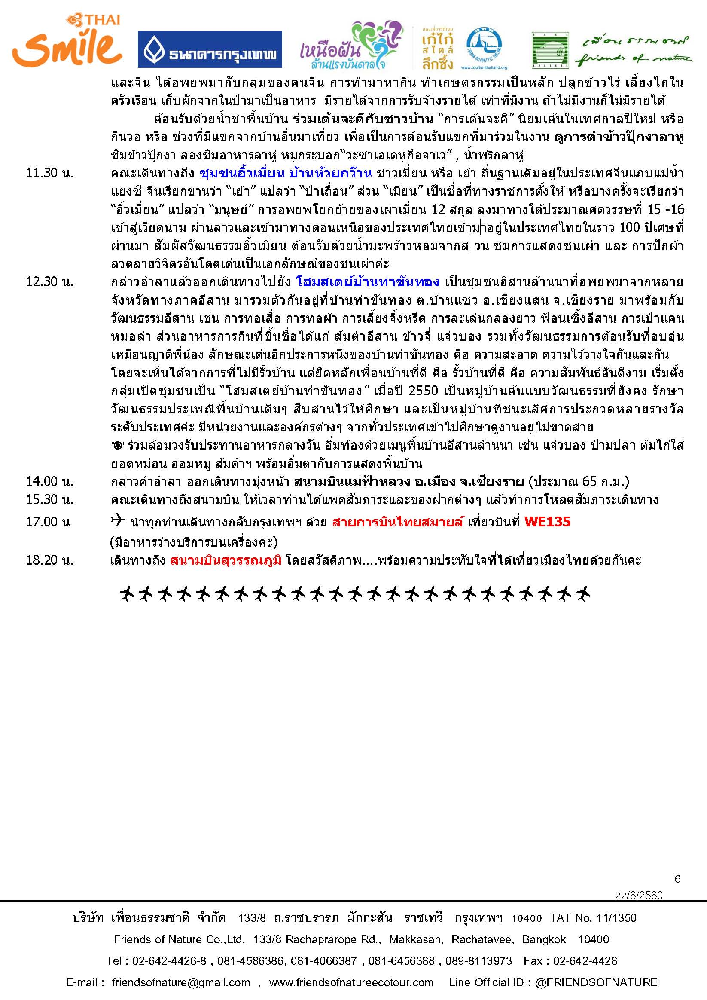 THAI
smile
ธนาคารกรุงเทพ
เหนือฝัน
ล้านแรงบันดาลใจ
ท่องเที่ยววิถีไทย
เก๋ไก๋
สไตล์
ลึกซึ้ง
ททท
TOURISM AUTHORITY OF THAILAND
www.tourismthailand.org
เพื่อนธรรมชาติ
friends of nature
และจีน ได้อพยพมากับกลุ่มของคนจีน การทำมาหากิน ทำเกษตรกรรมเป็นหลัก ปลูกข้าวไร่ เลี้ยงไก่ใน
ครัวเรือน เก็บผักจากในป่ามาเป็นอาหาร มีรายได้จากการรับจ้างรายได้ เท่าที่มีงาน ถ้าไม่มีงานก็ไม่มีรายได้
ต้อนรับด้วยน้ำชาพื้นบ้าน ร่วมเต้นจะคึกับชาวบ้าน “การเต้นจะคึ” นิยมเต้นในเทศกาลปีใหม่ หรือ
กินวอ หรือ ช่วงที่มีแขกจากบ้านอื่นมาเที่ยว เพื่อเป็นการต้อนรับแขกที่มาร่วมในงาน ดูการตำข้าวปุ๊กงาลาหู่
ชิมข้าวปุ๊กงา ลองชิมอาหารลาหู่ หมูกระบอก“วะซาเอเดหู่กือจาเว” , น้ำพริกลาหู่
11.30 น. คณะเดินทางถึง ชุมชนอิ้วเมี่ยน บ้านห้วยกว๊าน ชาวเมี่ยน หรือ เย้า ถิ่นฐานเดิมอยู่ในประเทศจีนแถบแม่น้ำ
แยงซี จีนเรียกขานว่า “เย้า” แปลว่า “ป่าเถื่อน” ส่วน “เมี่ยน” เป็นชื่อที่ทางราชการตั้งให้ หรือบางครั้งจะเรียกว่า
“อิ้วเมี่ยน” แปลว่า “มนุษย์” การอพยพโยกย้ายของเผ่าเมี่ยน 12 สกุล ลงมาทางใต้ประมาณศตวรรษที่ 15 -16
เข้าสู่เวียดนาม ผ่านลาวและเข้ามาทางตอนเหนือของประเทศไทยเข้ามาอยู่ในประเทศไทยในราว 100 ปีเศษที่
ผ่านมา สัมผัสวัฒนธรรมอิ้วเมี่ยน ต้อนรับด้วยน้ำมะพร้าวหอมจากสวน ชมการแสดงชนเผ่า และ การปักผ้า
ลวดลายวิจิตรอันโดดเด่นเป็นเอกลักษณ์ของชนเผ่าค่ะ
12.30 น. กล่าวอำลาแล้วออกเดินทางไปยัง โฮมสเตย์บ้านท่าขันทอง เป็นชุมชนอีสานล้านนาที่อพยพมาจากหลาย
จังหวัดทางภาคอีสาน มารวมตัวกันอยู่ที่บ้านท่าขันทอง ต.บ้านแซว อ.เชียงแสน จ.เชียงราย มาพร้อมกับ
วัฒนธรรมอีสาน เช่น การทอเสื่อ การทอผ้า การเลี้ยงจิ้งหรีด การละเล่นกลองยาว ฟ้อนเซิ้งอีสาน การเป่าแคน
หมอลำ ส่วนอาหารการกินที่ขึ้นชื่อได้แก่ ส้มตำอีสาน ข้าวจี่ แจ่วบอง รวมทั้งวัฒนธรรมการต้อนรับที่อบอุ่น
เหมือนญาติพี่น้อง ลักษณะเด่นอีกประการหนึ่งของบ้านท่าขันทอง คือ ความสะอาด ความไว้วางใจกันและกัน
โดยจะเห็นได้จากการที่ไม่มีรั้วบ้าน แต่ยึดหลักเพื่อนบ้านที่ดี คือ รั้วบ้านที่ดี คือ ความสัมพันธ์อันดีงาม เริ่มตั้ง
กลุ่มเปิดชุมชนเป็น “โฮมสเตย์บ้านท่าขันทอง” เมื่อปี 2550 เป็นหมู่บ้านต้นแบบวัฒนธรรมที่ยังคง รักษา
วัฒนธรรมประเพณีพื้นบ้านเดิมๆ สืบสานไว้ให้ศึกษา และเป็นหมู่บ้านที่ชนะเลิศการประกวดหลายรางวัล
ระดับประเทศค่ะ มีหน่วยงานและองค์กรต่างๆ จากทั่วประเทศเข้าไปศึกษาดูงานอยู่ไม่ขาดสาย
ร่วมล้อมวงรับประทานอาหารกลางวัน อิ่มท้องด้วยเมนูพื้นบ้านอีสานล้านนา เช่น แจ่วบอง ป่ามปลา ต้มไก่ใส่
ยอดหม่อน อ่อมหมู ส้มตำฯ พร้อมอิ่มตากับการแสดงพื้นบ้าน
14.00 น. กล่าวคำอำลา ออกเดินทางมุ่งหน้า สนามบินแม่ฟ้าหลวง อ.เมือง จ.เชียงราย (ประมาณ 65 ก.ม.)
15.30 น. คณะเดินทางถึงสนามบิน ให้เวลาท่านได้แพคสัมภาระและของฝากต่างๆ แล้วทำการโหลดสัมภาระเดินทาง
17.00 น ✈ นำทุกท่านเดินทางกลับกรุงเทพฯ ด้วย สายการบินไทยสมายล์ เที่ยวบินที่ WE135
(มีอาหารว่างบริการบนเครื่องค่ะ)
18.20 น. เดินทางถึง สนามบินสุวรรณภูมิ โดยสวัสดิภาพ....พร้อมความประทับใจที่ได้เที่ยวเมืองไทยด้วยกันค่ะ
6
22/6/2560
บริษัท เพื่อนธรรมชาติ จำกัด 133/8 ถ.ราชปรารภ มักกะสัน ราชเทวี กรุงเทพฯ 10400 TAT No. 11/1350
Friends of Nature Co.,Ltd. 133/8 Rachaprarope Rd., Makkasan, Rachatavee, Bangkok 10400
Tel : 02-642-4426-8 , 081-4586386, 081-4066387 , 081-6456388 , 089-8113973 Fax : 02-642-4428
E-mail : friendsofnature@gmail.com , www.friendsofnatureecotour.com Line Official ID : @FRIENDSOFNATURE